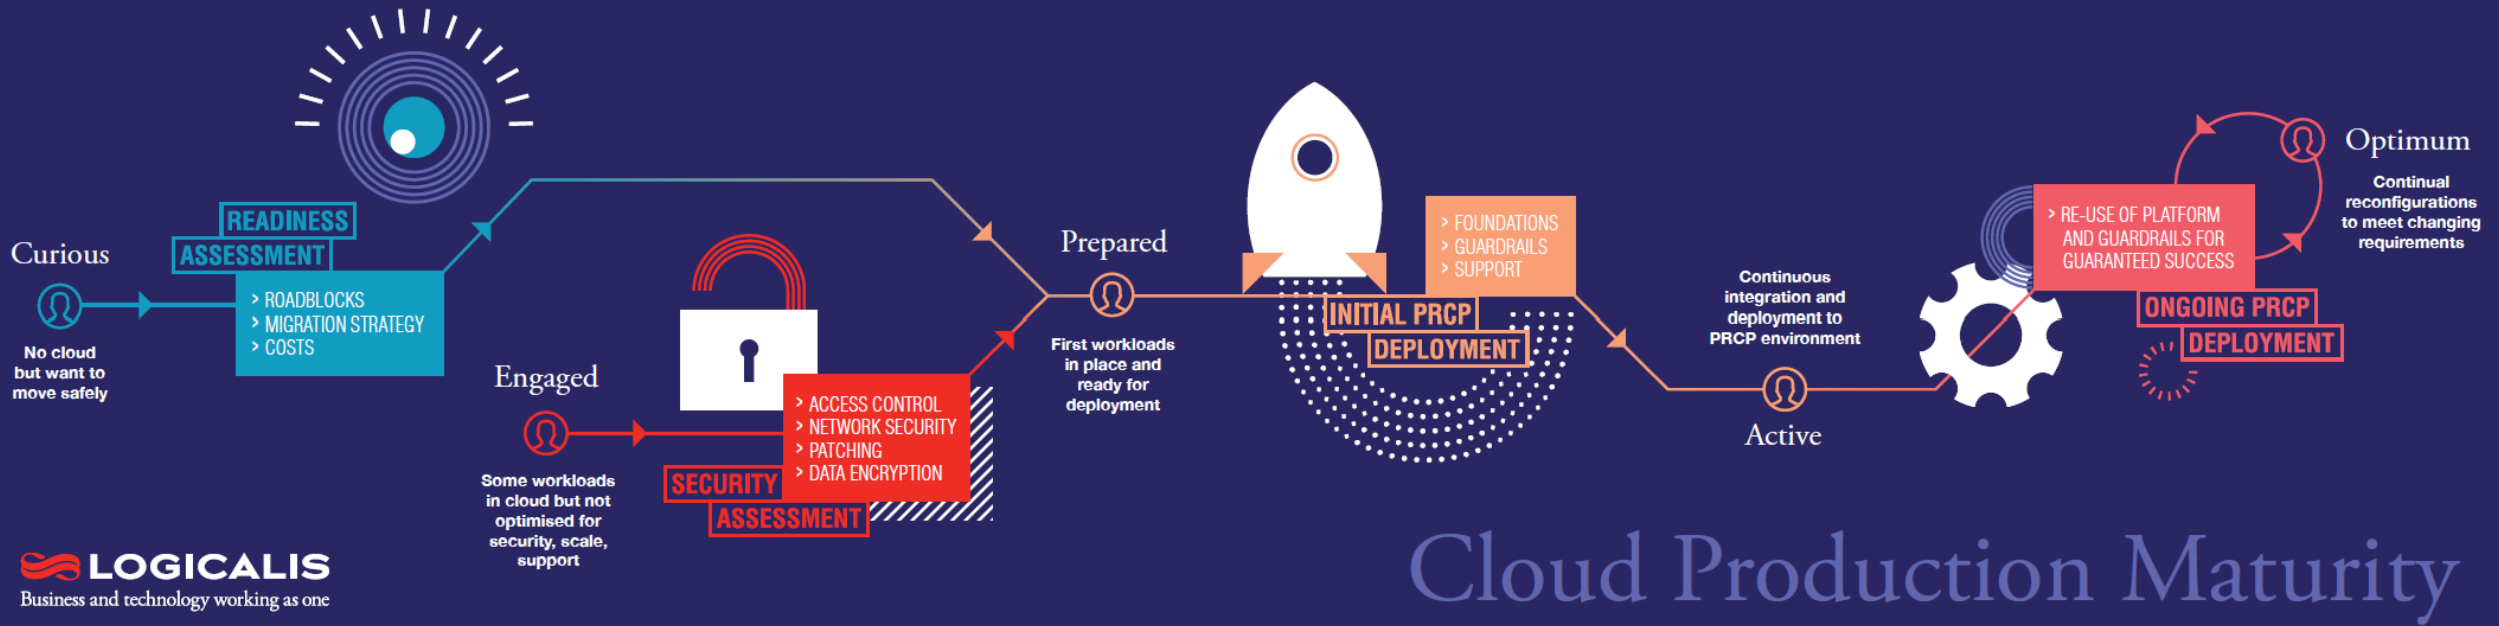 Curious
No cloud
but want to
move safely
READINESS
ASSESSMENT
> ROADBLOCKS
> MIGRATION STRATEGY
> COSTS
Engaged
Some workloads
in cloud but not
optimised for
security, scale,
support
> ACCESS CONTROL
> NETWORK SECURITY
> PATCHING
> DATA ENCRYPTION
SECURITY
ASSESSMENT
Prepared
First workloads
in place and
ready for
deployment
> FOUNDATIONS
> GUARDRAILS
> SUPPORT
INITIAL PRCP
DEPLOYMENT
Continuous
integration and
deployment to
PRCP environment
Active
> RE-USE OF PLATFORM
AND GUARDRAILS FOR
GUARANTEED SUCCESS
ONGOING PRCP
DEPLOYMENT
Optimum
Continual
reconfigurations
to meet changing
requirements
LOGICALIS
Business and technology working as one
Cloud Production Maturity